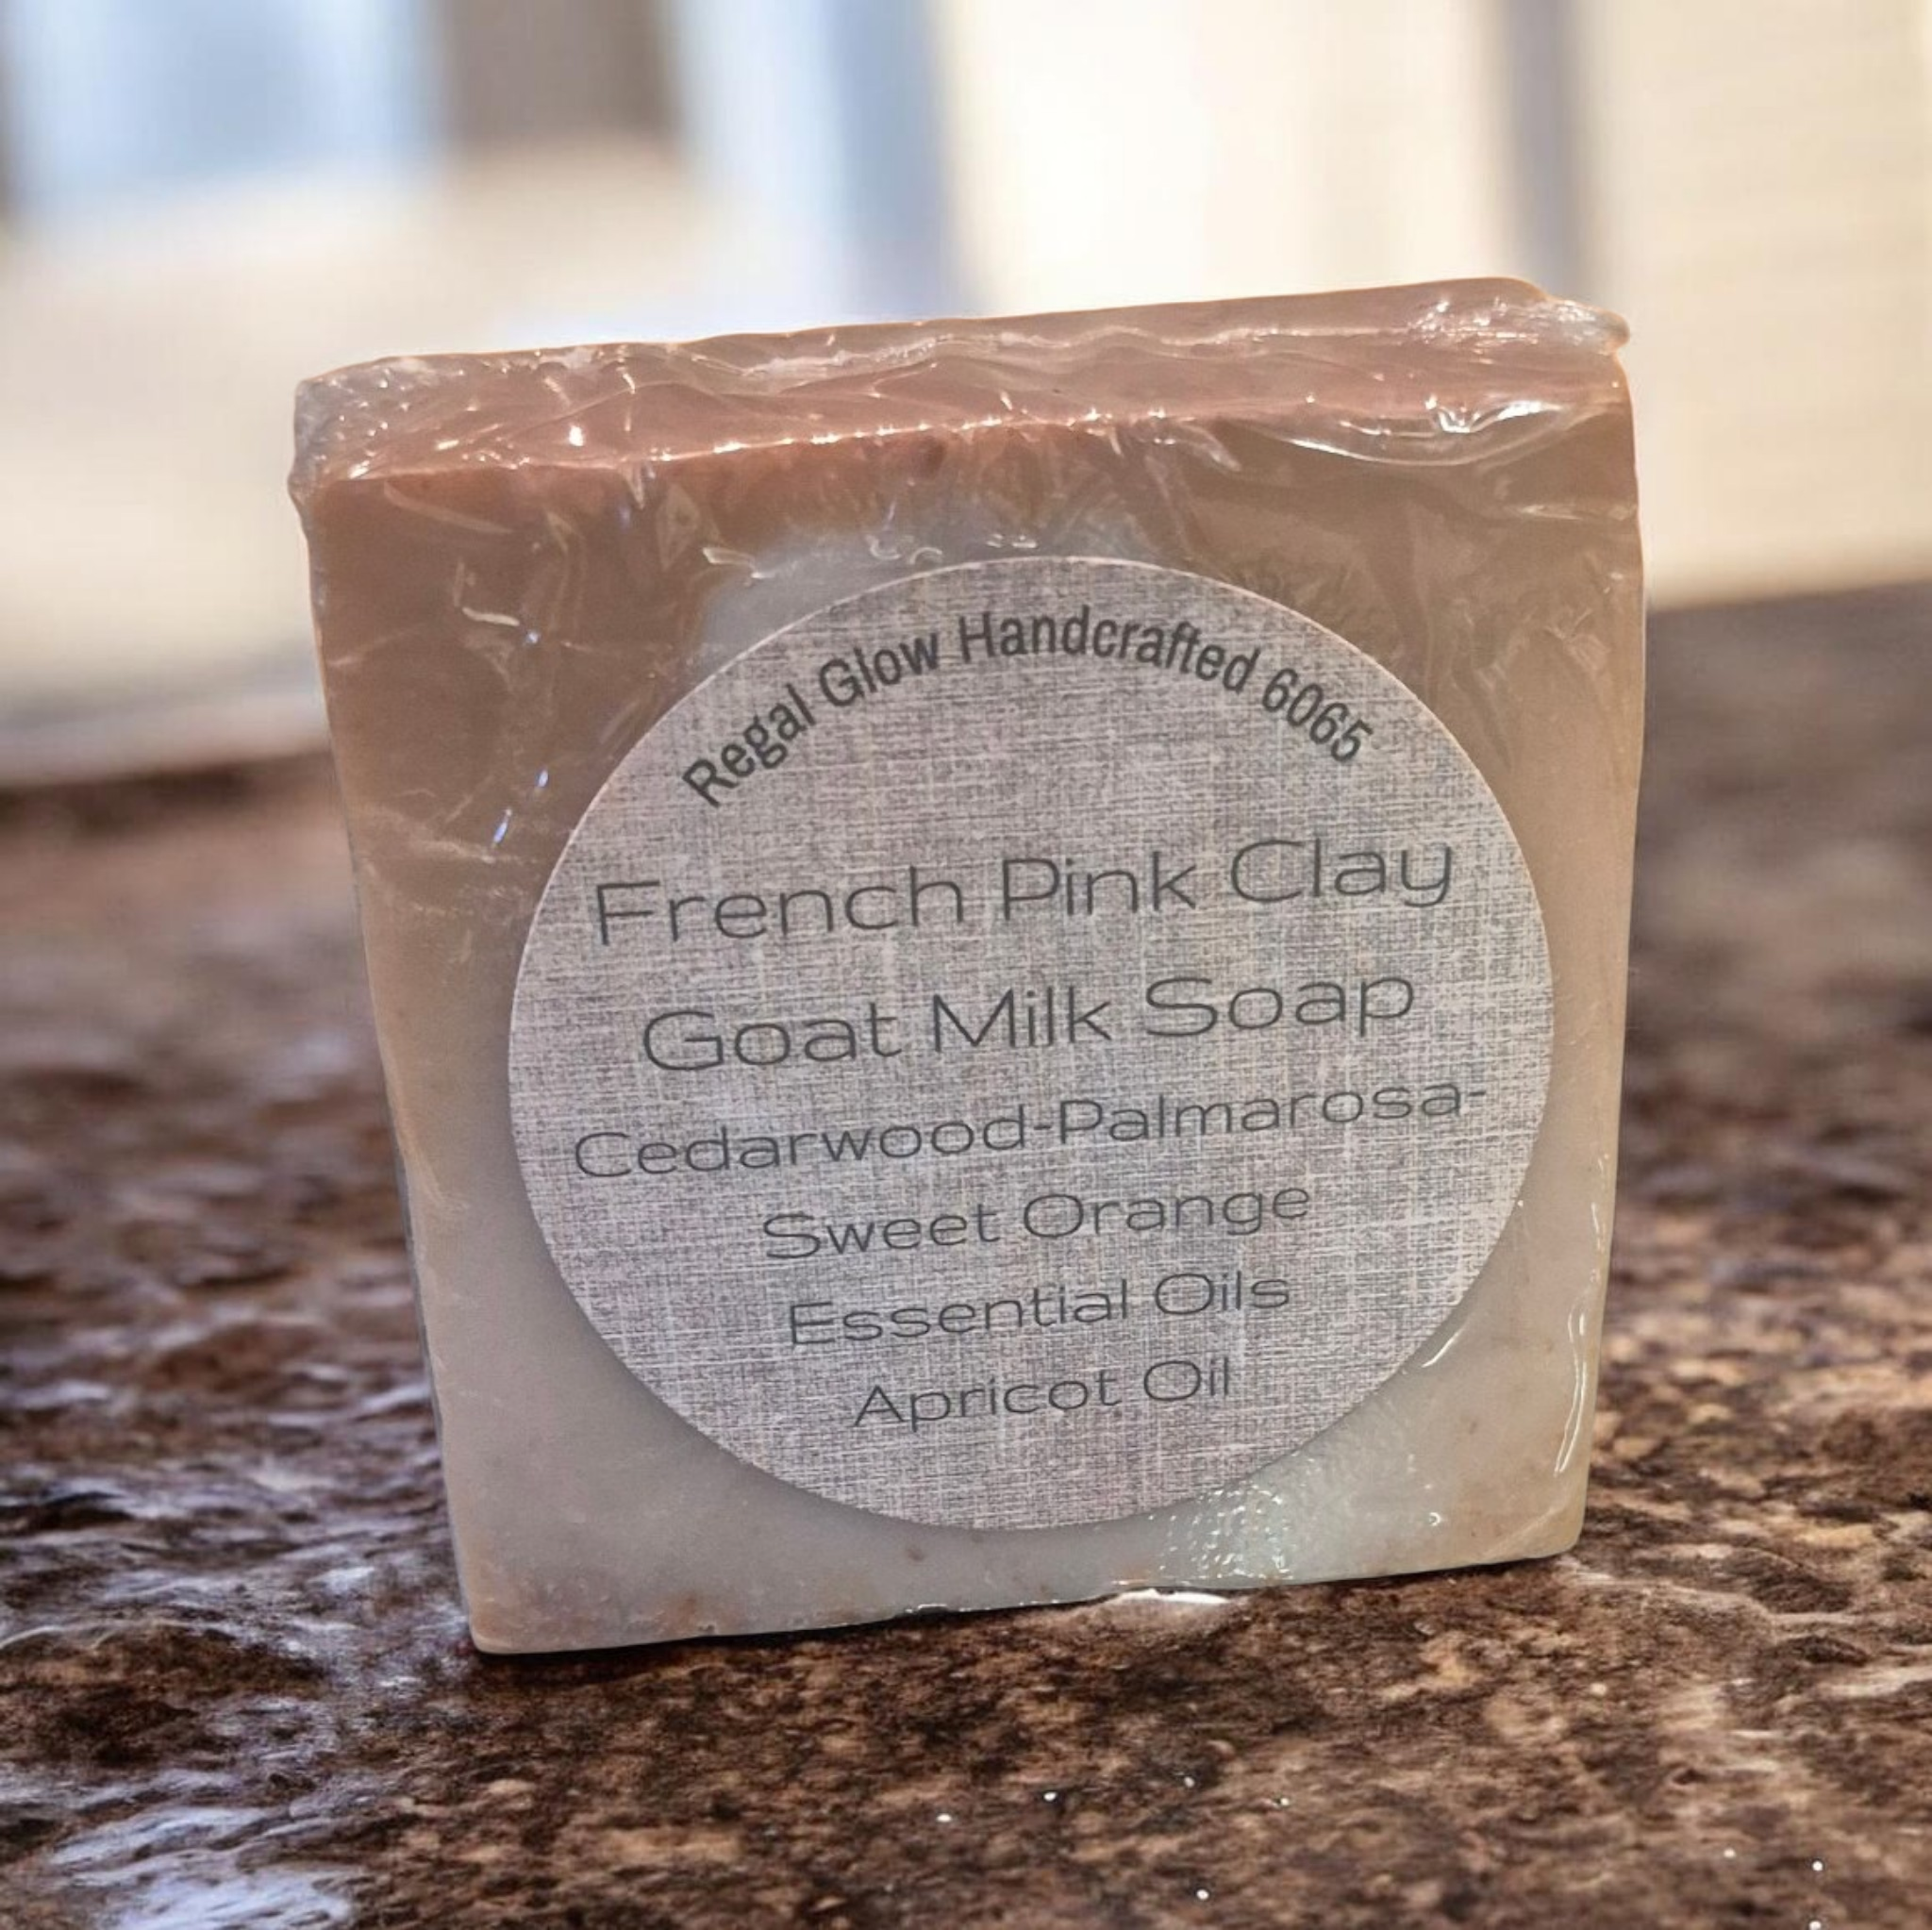 Regal Glow Handcrafted 6065
French Pink Clay
Goat Milk Soap
Cedarwood-Palmarosa-
Sweet Orange
Essential Oils
Apricot Oil